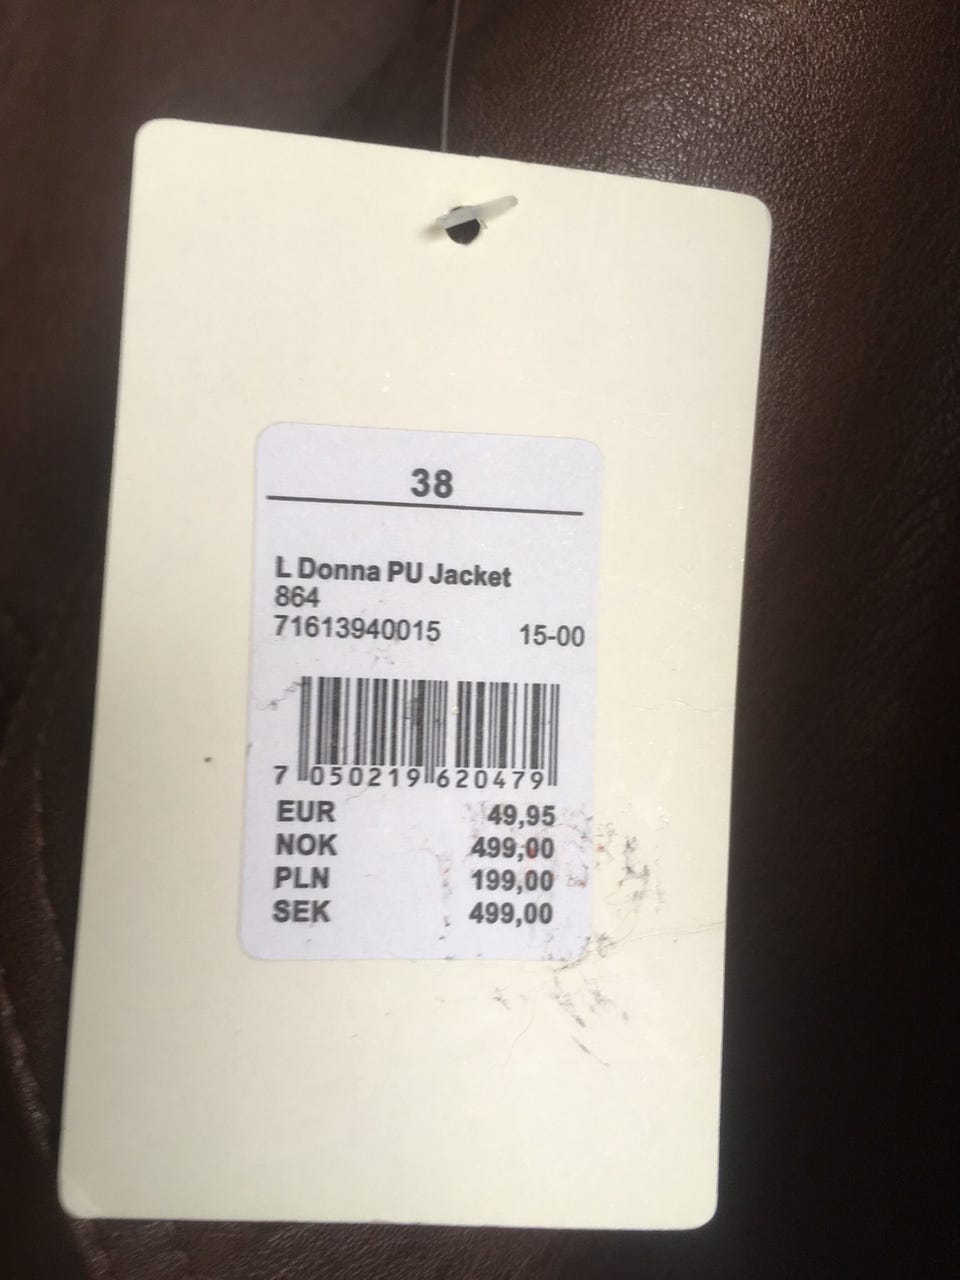 38
L Donna PU Jacket
864
71613940015 15-00
7 050219 620479
EUR 49,95
NOK 499,00
PLN 199,00
SEK 499,00